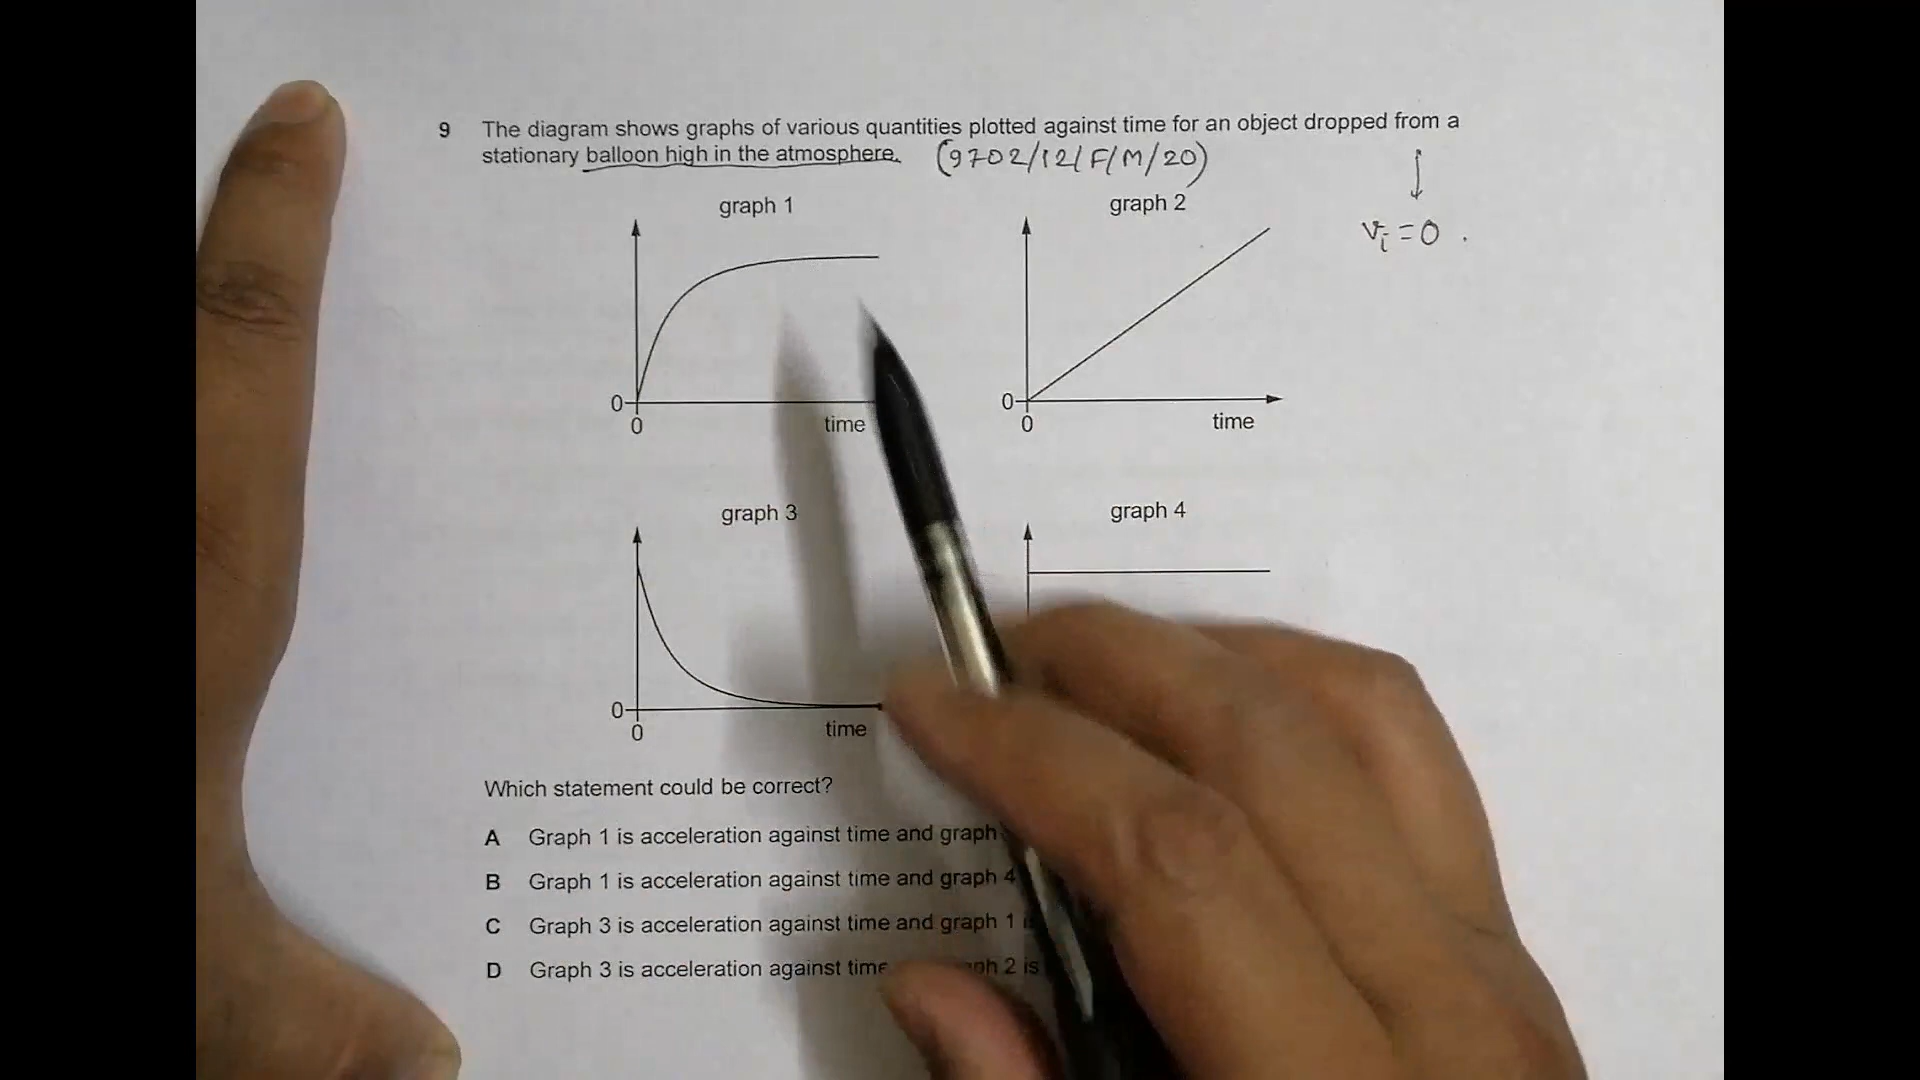 9 The diagram shows graphs of various quantities plotted against time for an object dropped from a
stationary balloon high in the atmosphere. (9702/12/F/M/20)
vi = 0 .
graph 1
graph 2
0
0
time
0
0
time
graph 3
graph 4
0
0
time
Which statement could be correct?
A Graph 1 is acceleration against time and graph
B Graph 1 is acceleration against time and graph 4
C Graph 3 is acceleration against time and graph 1
D Graph 3 is acceleration against time 2 is